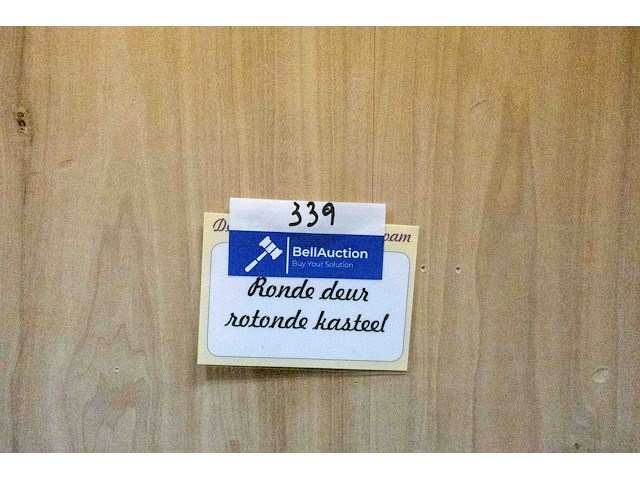 339
BellAuction
Buy Your Solution
Ronde deur
rotonde kasteel